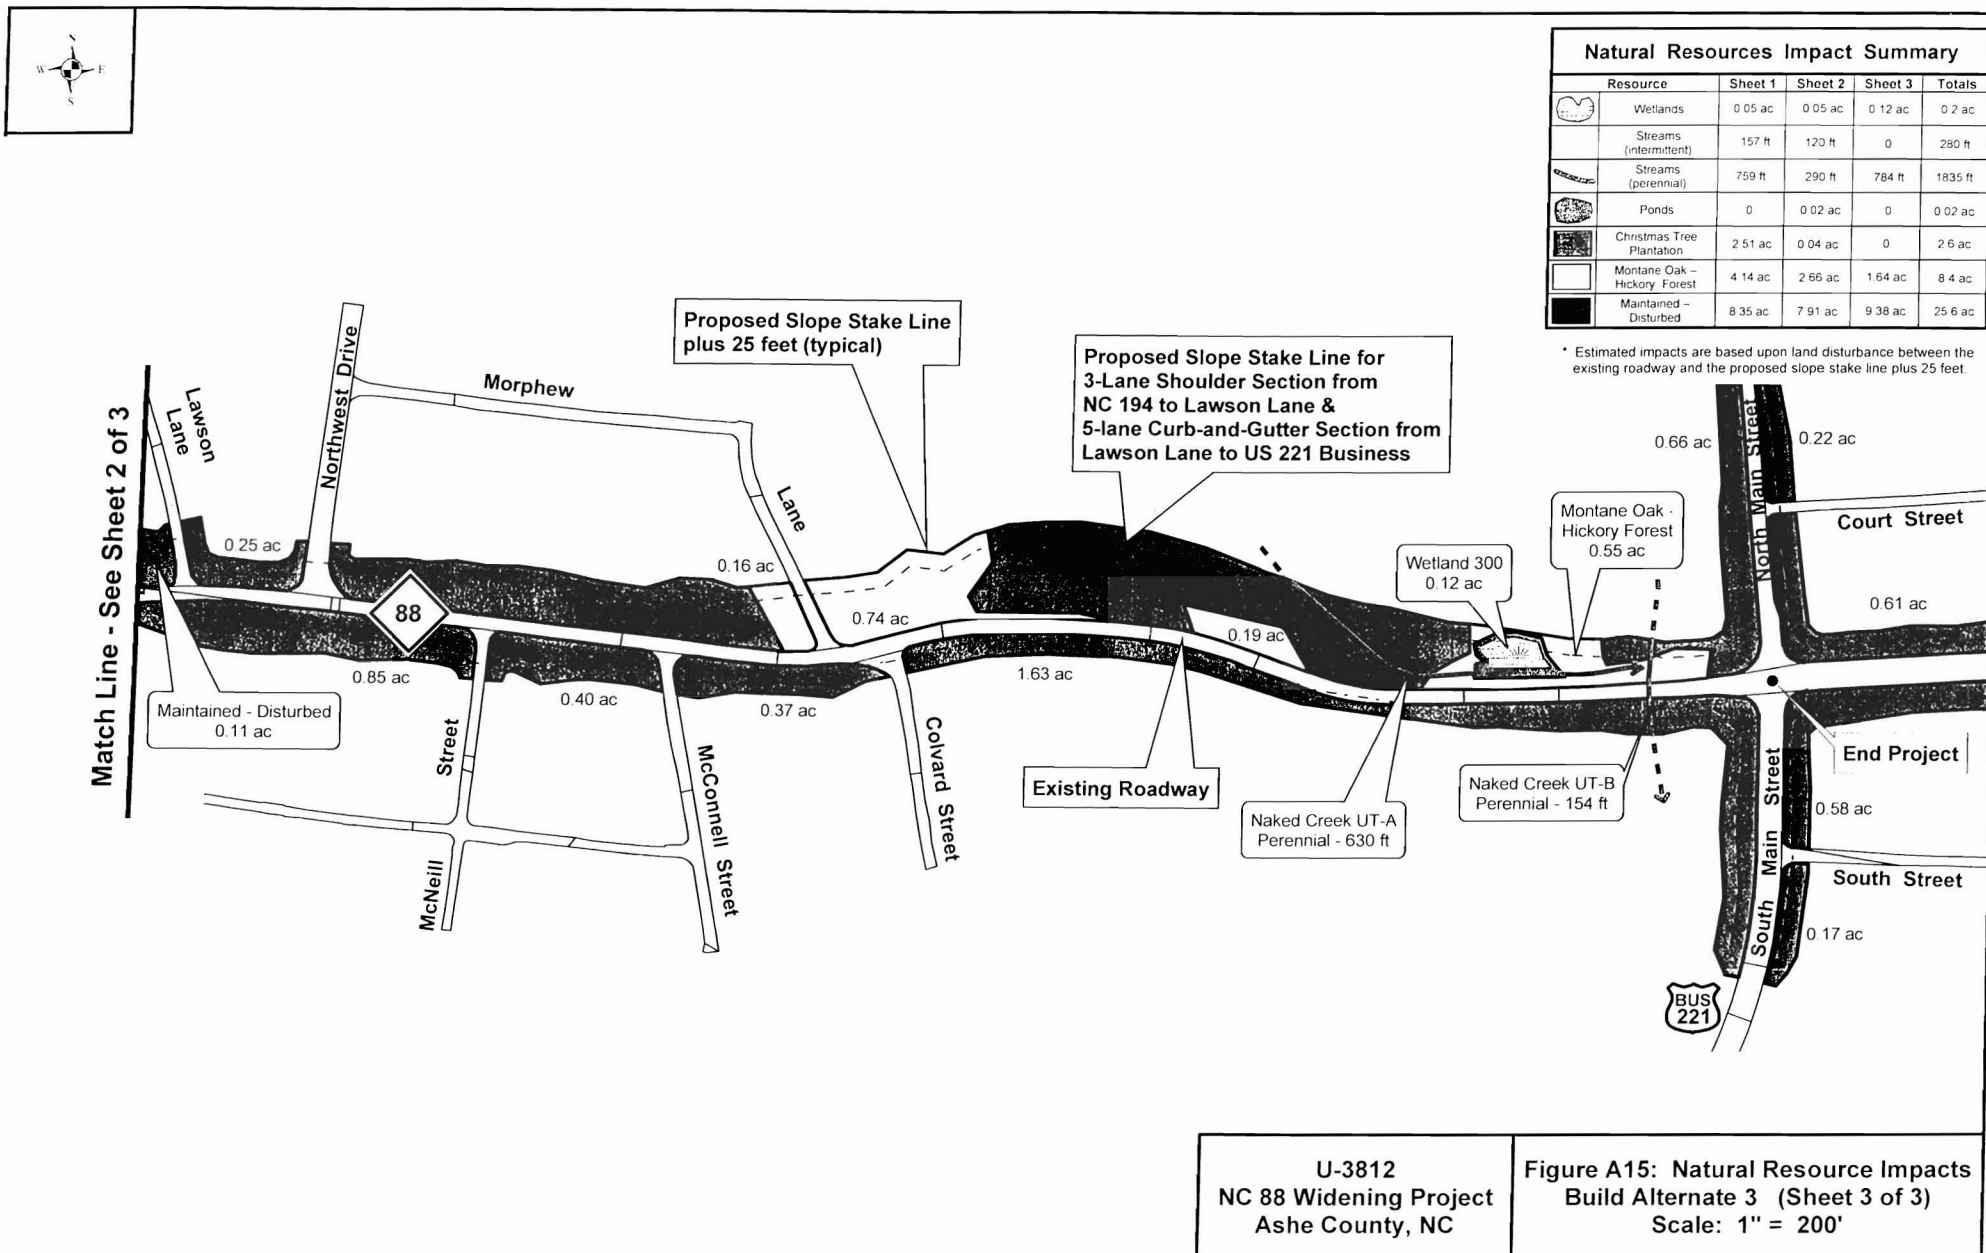 N
W E
S
Natural Resources Impact Summary
Resource Sheet 1 Sheet 2 Sheet 3 Totals
Wetlands 0 05 ac 0 05 ac 0 12 ac 0 2 ac
Streams (intermittent) 157 ft 120 ft 0 280 ft
Streams (perennial) 759 ft 290 ft 784 ft 1835 ft
Ponds 0 0 02 ac 0 0 02 ac
Christmas Tree Plantation 2 51 ac 0 04 ac 0 2 6 ac
Montane Oak – Hickory Forest 4 14 ac 2 66 ac 1.64 ac 8 4 ac
Maintained – Disturbed 8 35 ac 7 91 ac 9 38 ac 25 6 ac
* Estimated impacts are based upon land disturbance between the
existing roadway and the proposed slope stake line plus 25 feet.
Proposed Slope Stake Line
plus 25 feet (typical)
Proposed Slope Stake Line for
3-Lane Shoulder Section from
NC 194 to Lawson Lane &
5-lane Curb-and-Gutter Section from
Lawson Lane to US 221 Business
Match Line - See Sheet 2 of 3
Lawson
Lane
Northwest Drive
Morphew
Lane
0.25 ac
0.16 ac
0.74 ac
88
0.85 ac
0.40 ac
0.37 ac
1.63 ac
0.19 ac
Maintained - Disturbed
0.11 ac
Street
McNeill
McConnell Street
Colvard Street
Existing Roadway
Wetland 300
0.12 ac
Montane Oak -
Hickory Forest
0.55 ac
Naked Creek UT-A
Perennial - 630 ft
Naked Creek UT-B
Perennial - 154 ft
0.66 ac
0.22 ac
North Main Street
Court Street
0.61 ac
End Project
0.58 ac
South Main Street
South Street
0.17 ac
BUS
221
U-3812
NC 88 Widening Project
Ashe County, NC
Figure A15: Natural Resource Impacts
Build Alternate 3 (Sheet 3 of 3)
Scale: 1" = 200'